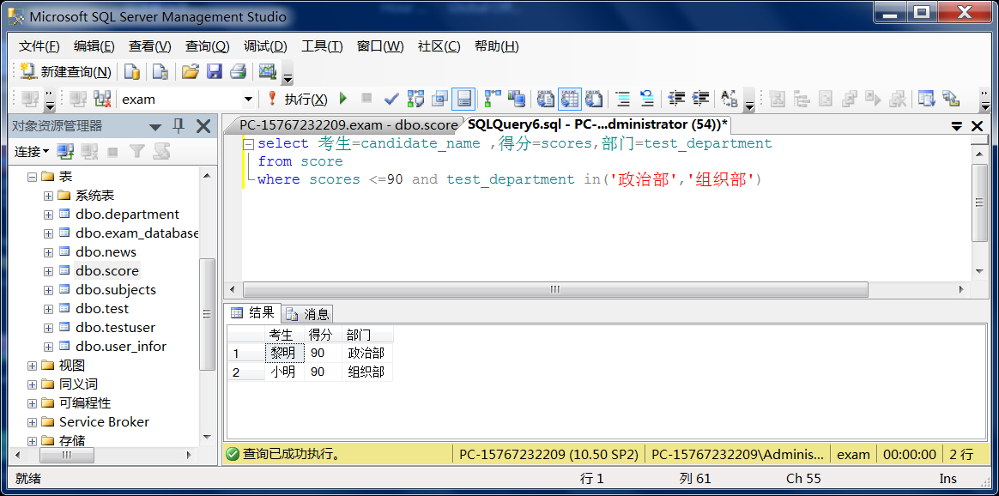 Microsoft SQL Server Management Studio
文件(F) 编辑(E) 查看(V) 查询(Q) 调试(D) 工具(T) 窗口(W) 社区(C) 帮助(H)
新建查询(N)
exam 执行(X)
对象资源管理器
PC-15767232209.exam - dbo.score SQLQuery6.sql - PC-...dministrator (54))*
连接
表
系统表
dbo.department
dbo.exam_database
dbo.news
dbo.score
dbo.subjects
dbo.test
dbo.testuser
dbo.user_infor
视图
同义词
可编程性
Service Broker
存储
select 考生=candidate_name ,得分=scores,部门=test_department
from score
where scores <=90 and test_department in('政治部','组织部')
结果 消息
考生 得分 部门
1 黎明 90 政治部
2 小明 90 组织部
查询已成功执行。 PC-15767232209 (10.50 SP2) PC-15767232209\Adminis... exam 00:00:00 2 行
就绪 行 1 列 61 Ch 55 Ins